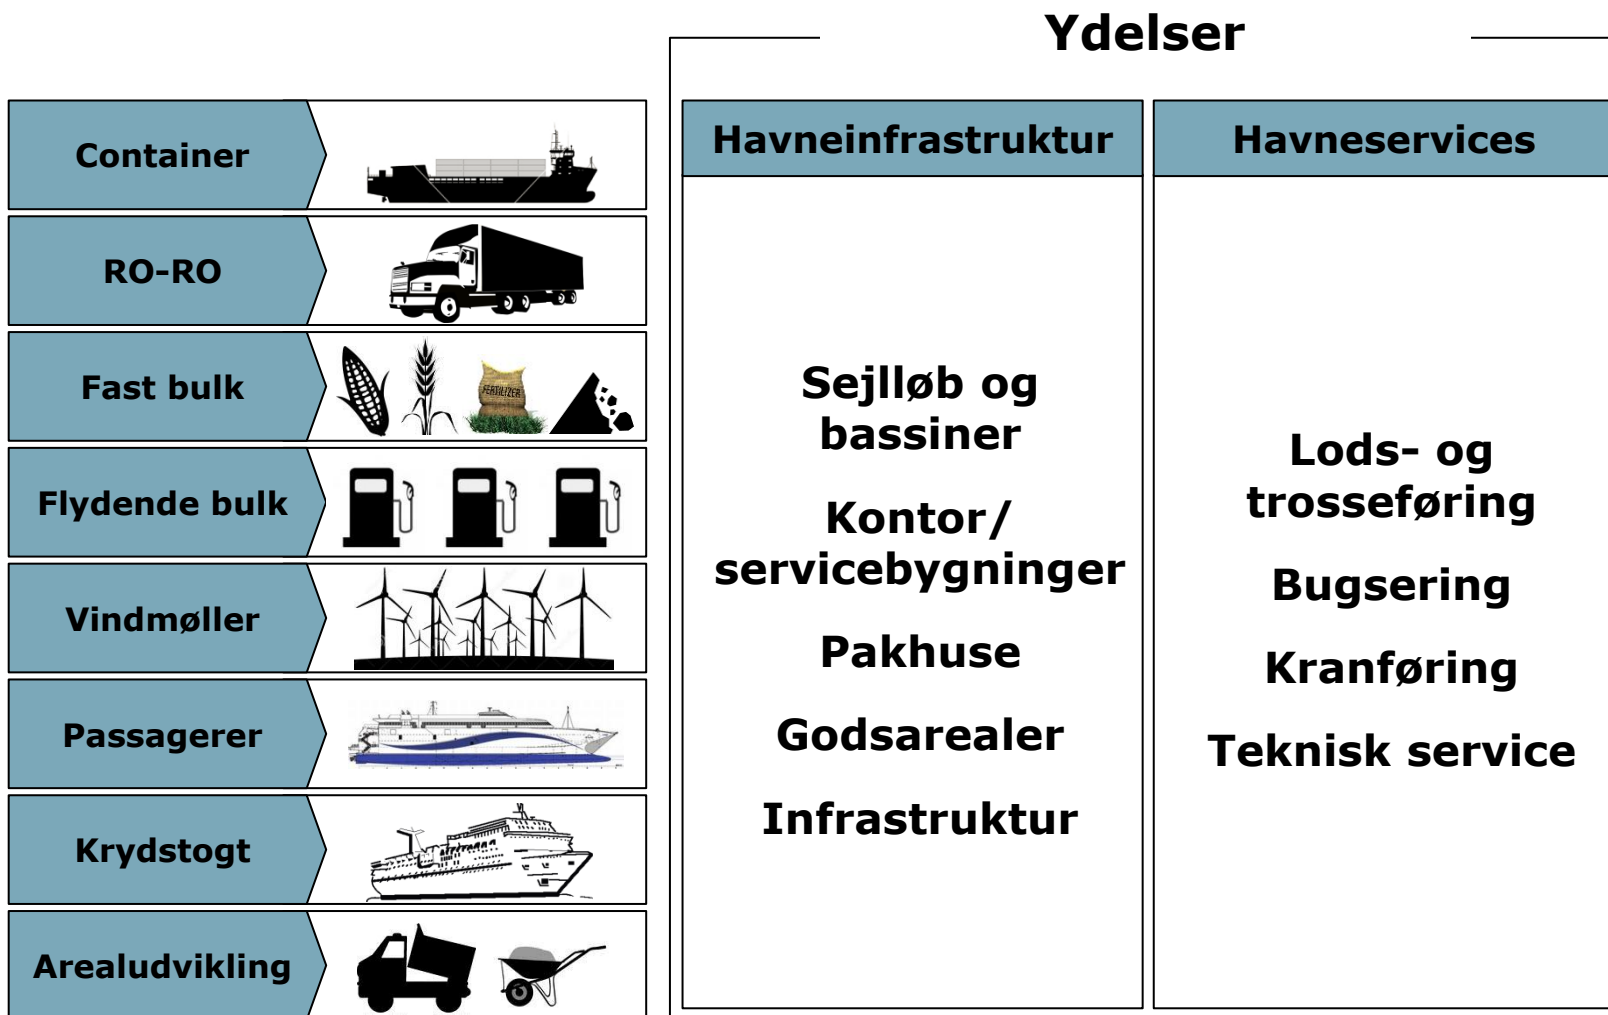 Ydelser
Container
RO-RO
Fast bulk
FERTILIZER
Flydende bulk
Vindmøller
Passagerer
Krydstogt
Arealudvikling
Havneinfrastruktur
Sejlløb og
bassiner
Kontor/
servicebygninger
Pakhuse
Godsarealer
Infrastruktur
Havneservices
Lods- og
trosseføring
Bugsering
Kranføring
Teknisk service